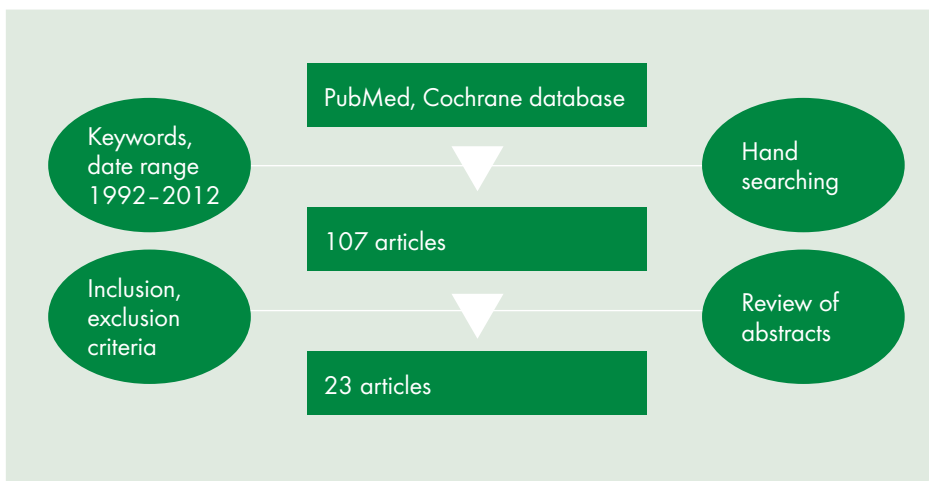 PubMed, Cochrane database
Keywords,
date range
1992–2012
Hand
searching
107 articles
Inclusion,
exclusion
criteria
Review of
abstracts
23 articles